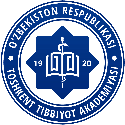 O'ZBEKISTON RESPUBLIKASI
19 20
TOSHKENT TIBBIYOT AKADEMIYASI